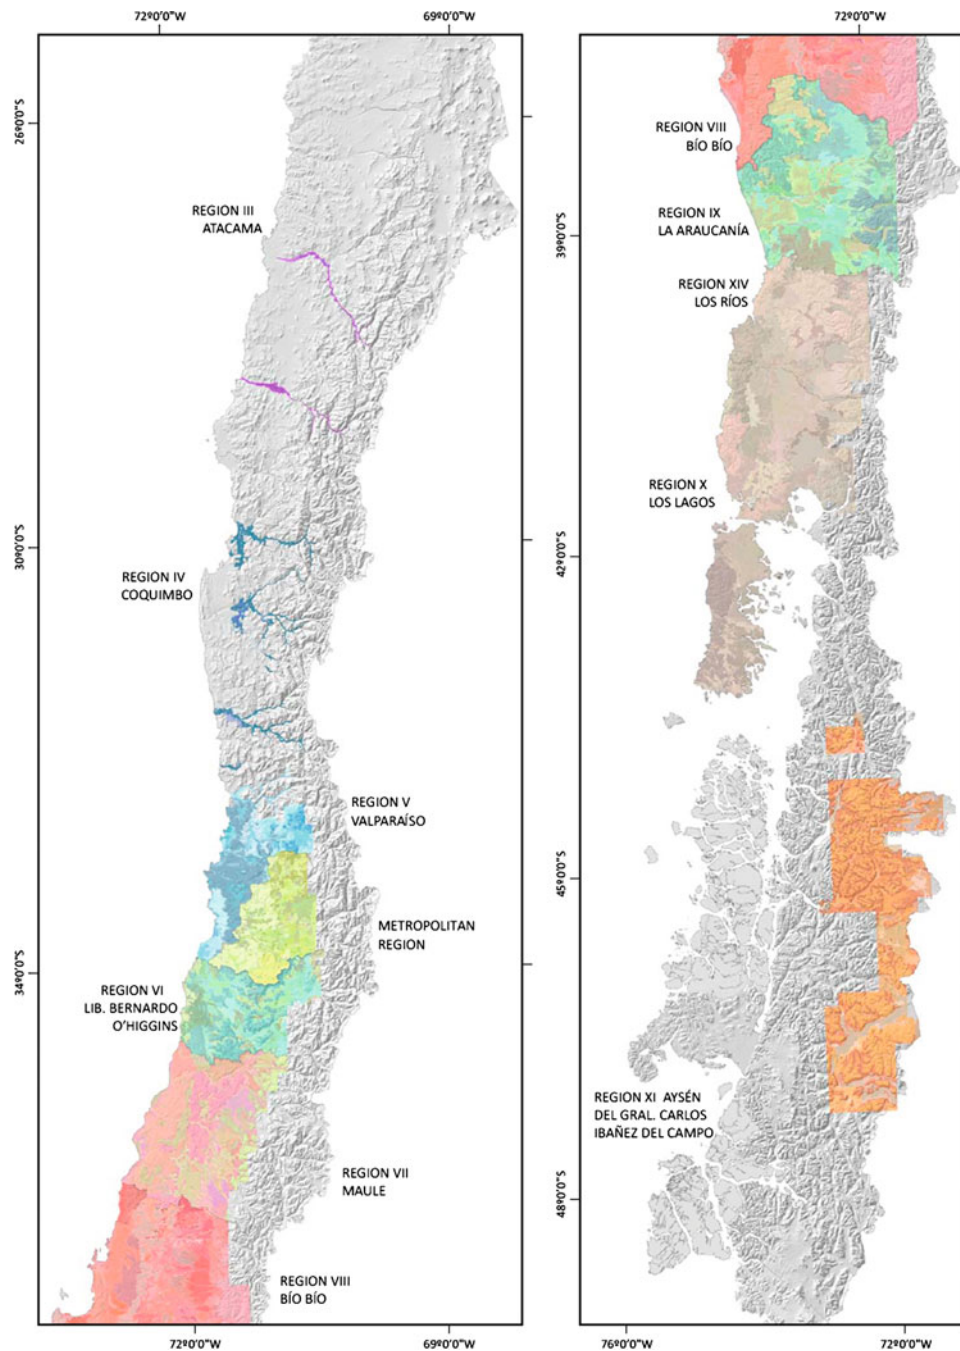 72º0'0"W
69º0'0"W
72º0'0"W
26º0'0"S
REGION III
ATACAMA
30º0'0"S
REGION IV
COQUIMBO
REGION V
VALPARAÍSO
METROPOLITAN
REGION
34º0'0"S
REGION VI
LIB. BERNARDO
O'HIGGINS
REGION VII
MAULE
REGION VIII
BÍO BÍO
72º0'0"W
69º0'0"W
REGION VIII
BÍO BÍO
REGION IX
LA ARAUCANÍA
39º0'0"S
REGION XIV
LOS RÍOS
REGION X
LOS LAGOS
42º0'0"S
45º0'0"S
REGION XI AYSÉN
DEL GRAL. CARLOS
IBAÑEZ DEL CAMPO
48º0'0"S
76º0'0"W
72º0'0"W